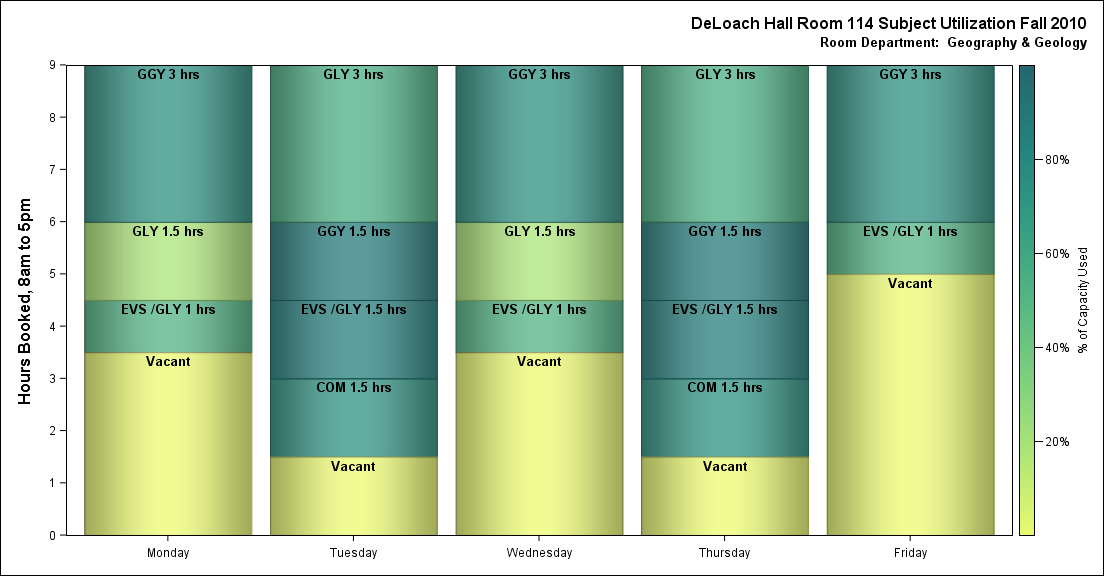 DeLoach Hall Room 114 Subject Utilization Fall 2010
Room Department:  Geography & Geology
Hours Booked, 8am to 5pm
9
8
7
6
5
4
3
2
1
0
GGY 3 hrs
GLY 1.5 hrs
EVS /GLY 1 hrs
Vacant
GLY 3 hrs
GGY 1.5 hrs
EVS /GLY 1.5 hrs
COM 1.5 hrs
Vacant
GGY 3 hrs
GLY 1.5 hrs
EVS /GLY 1 hrs
Vacant
GLY 3 hrs
GGY 1.5 hrs
EVS /GLY 1.5 hrs
COM 1.5 hrs
Vacant
GGY 3 hrs
EVS /GLY 1 hrs
Vacant
Monday
Tuesday
Wednesday
Thursday
Friday
80%
60%
40%
20%
% of Capacity Used